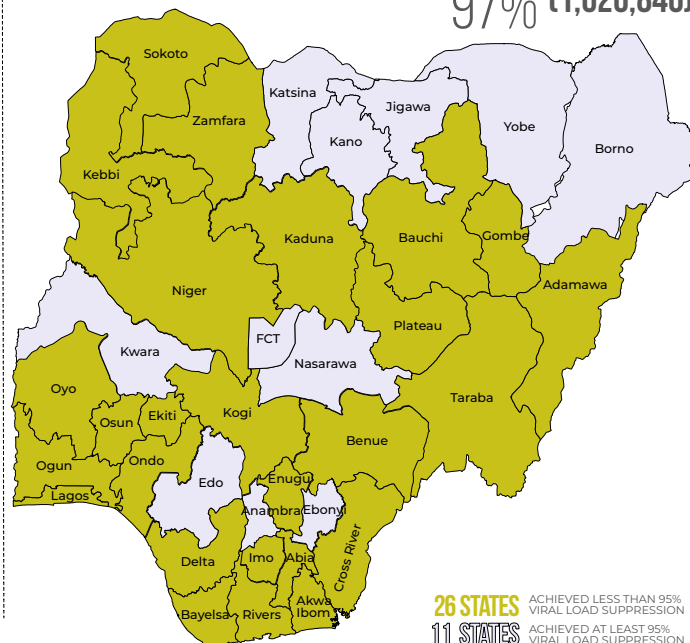 97%
Sokoto
Katsina
Jigawa
Zamfara
Kano
Yobe
Borno
Kebbi
Kaduna
Bauchi
Gombe
Niger
Adamawa
FCT
Plateau
Kwara
Nasarawa
Oyo
Taraba
Osun
Ekiti
Kogi
Benue
Ogun
Ondo
Edo
Enugu
Lagos
Anambra
Ebonyi
Delta
Imo
Abia
Cross River
Bayelsa
Rivers
Akwa
Ibom
26 STATES ACHIEVED LESS THAN 95%
VIRAL LOAD SUPPRESSION
11 STATES ACHIEVED AT LEAST 95%
VIRAL LOAD SUPPRESSION